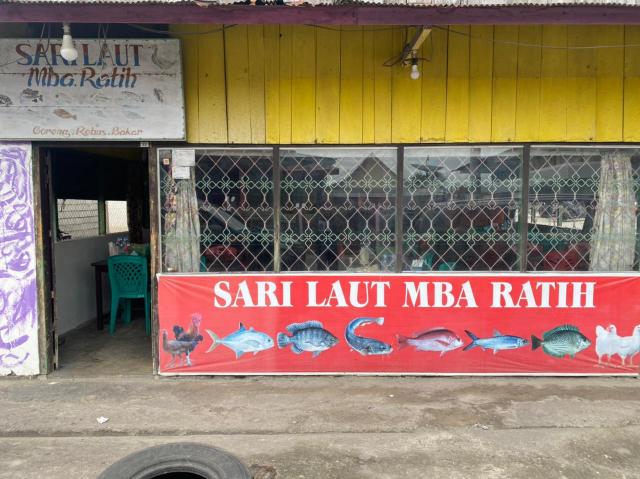 SARI LAUT
Mba. Ratih
Goreng, Rebus, Bakar
SARI LAUT MBA RATIH